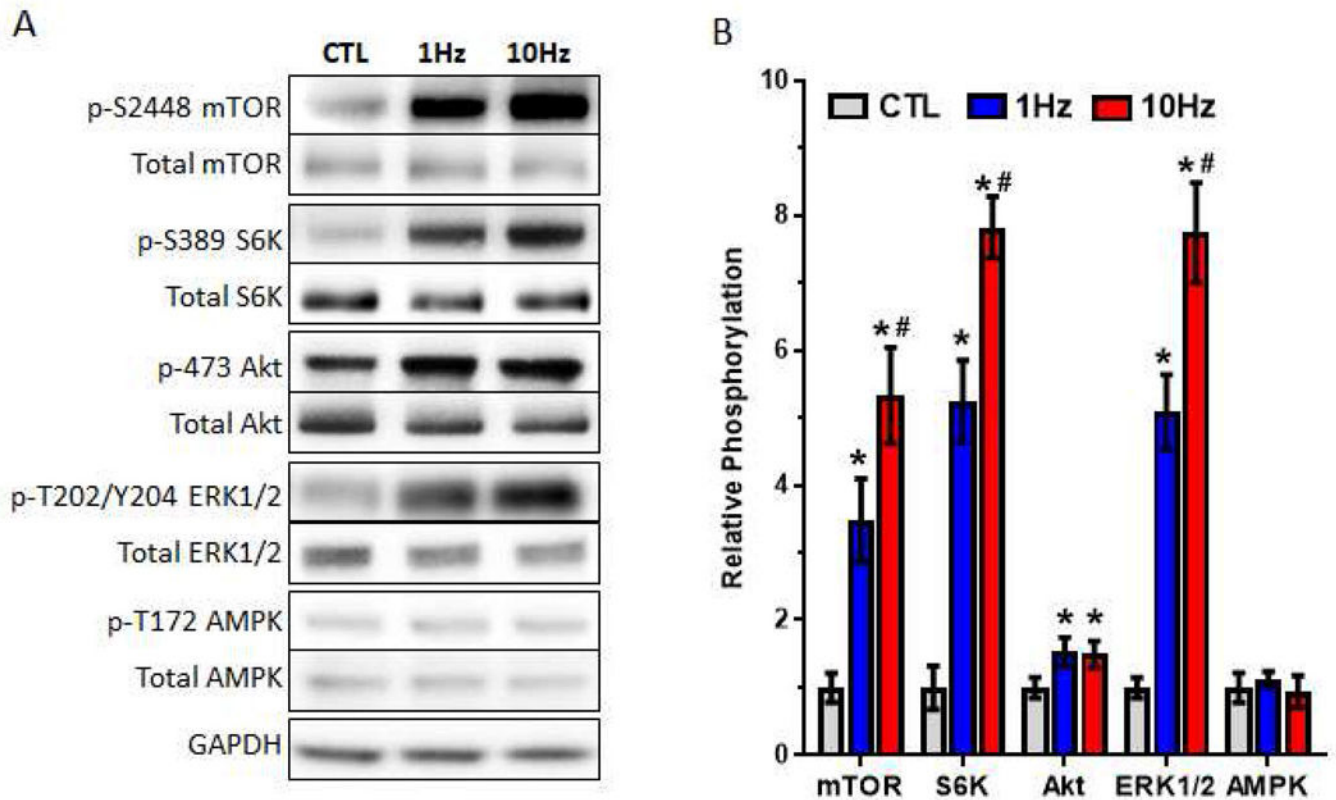 A
CTL 1Hz 10Hz
p-S2448 mTOR
Total mTOR
p-S389 S6K
Total S6K
p-473 Akt
Total Akt
p-T202/Y204 ERK1/2
Total ERK1/2
p-T172 AMPK
Total AMPK
GAPDH
B
CTL 1Hz 10Hz
Relative Phosphorylation
10
8
6
4
2
0
* *# * *# * * * *#
mTOR S6K Akt ERK1/2 AMPK